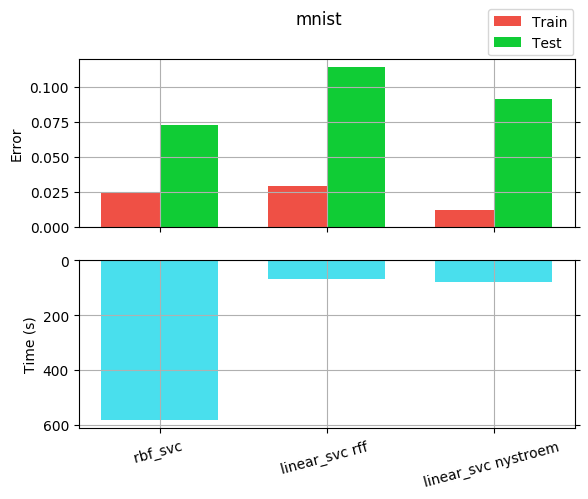 mnist
Train
Test
0.100
0.075
0.050
0.025
0.000
Error
0
200
400
600
Time (s)
rbf_svc
linear_svc rff
linear_svc nystroem